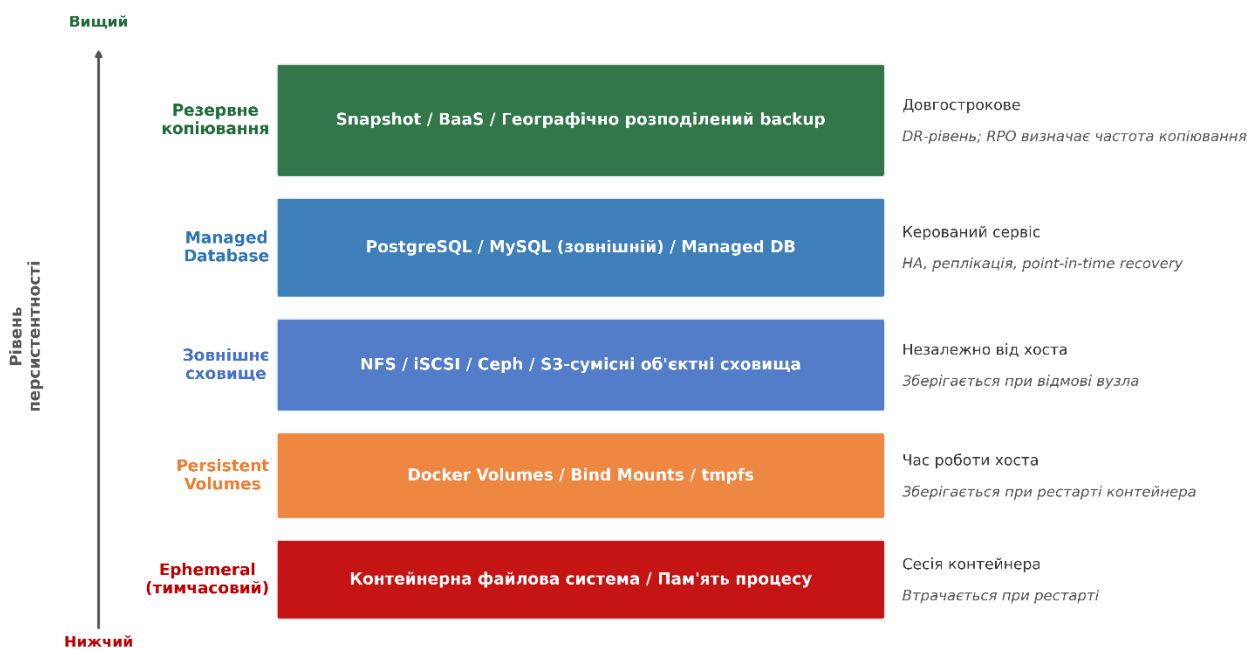 Вищий
Резервне
копіювання
Snapshot / BaaS / Географічно розподілений backup
Довгострокове
DR-рівень; RPO визначає частота копіювання
Managed
Database
PostgreSQL / MySQL (зовнішній) / Managed DB
Керований сервіс
HA, реплікація, point-in-time recovery
Рівень
персистентності
Зовнішнє
сховище
NFS / iSCSI / Ceph / S3-сумісні об'єктні сховища
Незалежно від хоста
Зберігається при відмові вузла
Persistent
Volumes
Docker Volumes / Bind Mounts / tmpfs
Час роботи хоста
Зберігається при рестарті контейнера
Ephemeral
(тимчасовий)
Контейнерна файлова система / Пам'ять процесу
Сесія контейнера
Втрачається при рестарті
Нижчий